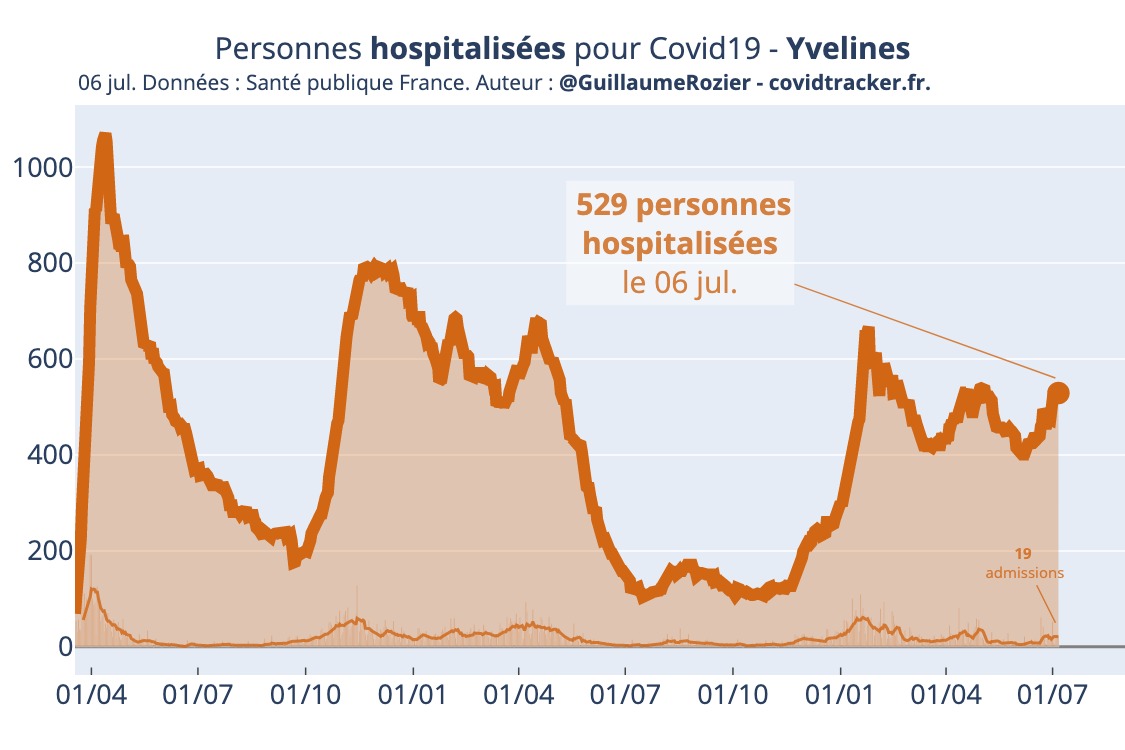 Personnes hospitalisées pour Covid19 - Yvelines
06 jul. Données : Santé publique France. Auteur : @GuillaumeRozier - covidtracker.fr.
1000
800
600
400
200
0
529 personnes
hospitalisées
le 06 jul.
19
admissions
01/04 01/07 01/10 01/01 01/04 01/07 01/10 01/01 01/04 01/07